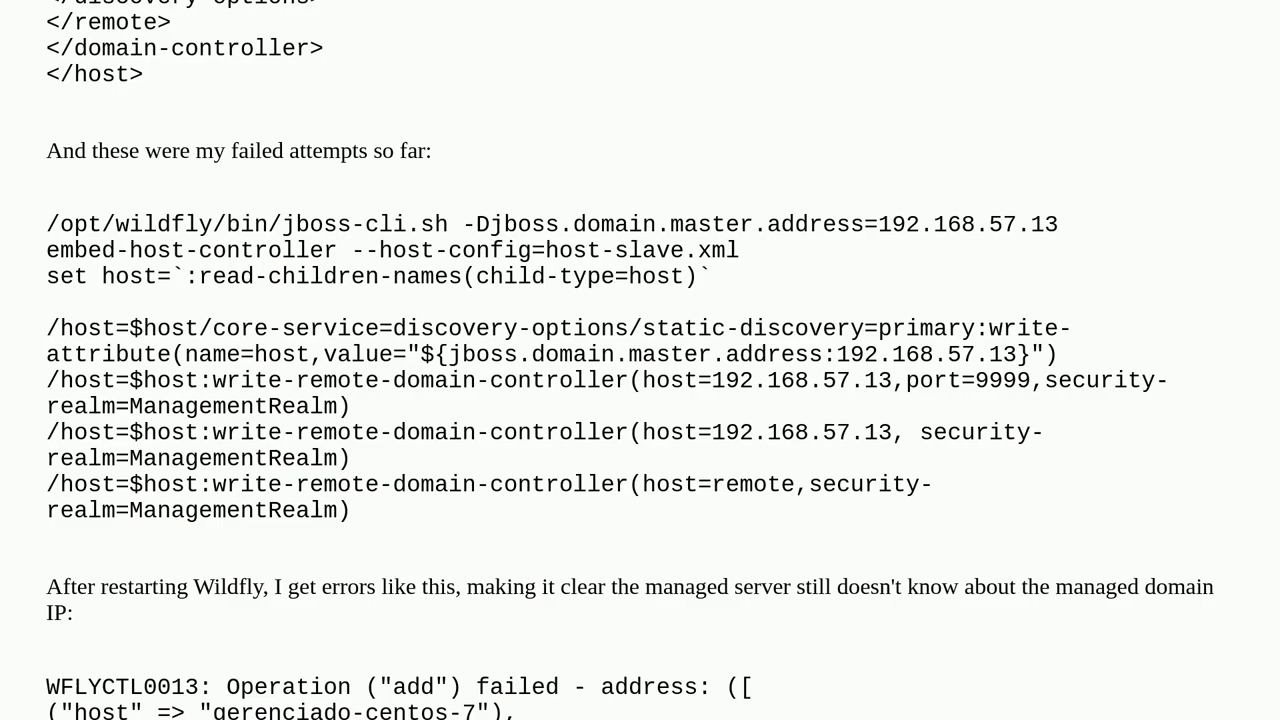 </discovery-options>
</remote>
</domain-controller>
</host>
And these were my failed attempts so far:
/opt/wildfly/bin/jboss-cli.sh -Djboss.domain.master.address=192.168.57.13
embed-host-controller --host-config=host-slave.xml
set host=`:read-children-names(child-type=host)`
/host=$host/core-service=discovery-options/static-discovery=primary:write-
attribute(name=host,value="${jboss.domain.master.address:192.168.57.13}")
/host=$host:write-remote-domain-controller(host=192.168.57.13,port=9999,security-
realm=ManagementRealm)
/host=$host:write-remote-domain-controller(host=192.168.57.13, security-
realm=ManagementRealm)
/host=$host:write-remote-domain-controller(host=remote,security-
realm=ManagementRealm)
After restarting Wildfly, I get errors like this, making it clear the managed server still doesn't know about the managed domain
IP:
WFLYCTL0013: Operation ("add") failed - address: ([
("host" => "gerenciado-centos-7"),